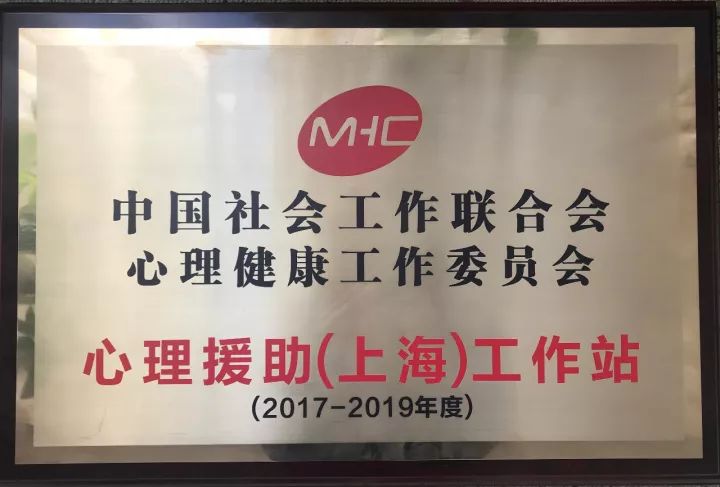 MHC
中国社会工作联合会
心理健康工作委员会
心理援助(上海)工作站
(2017-2019年度)